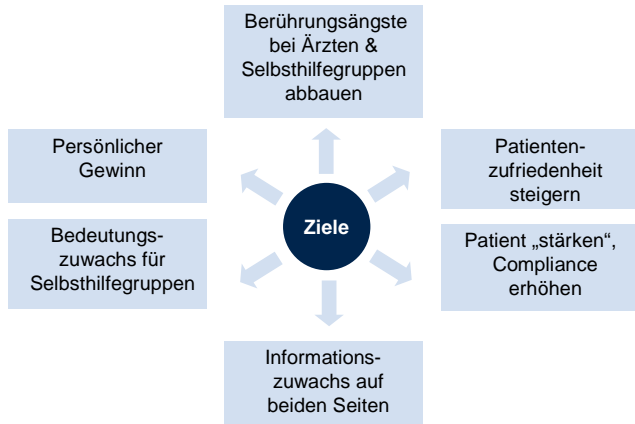 Berührungsängste
bei Ärzten &
Selbsthilfegruppen
abbauen
Persönlicher
Gewinn
Patienten-
zufriedenheit
steigern
Ziele
Bedeutungs-
zuwachs für
Selbsthilfegruppen
Patient „stärken“,
Compliance
erhöhen
Informations-
zuwachs auf
beiden Seiten